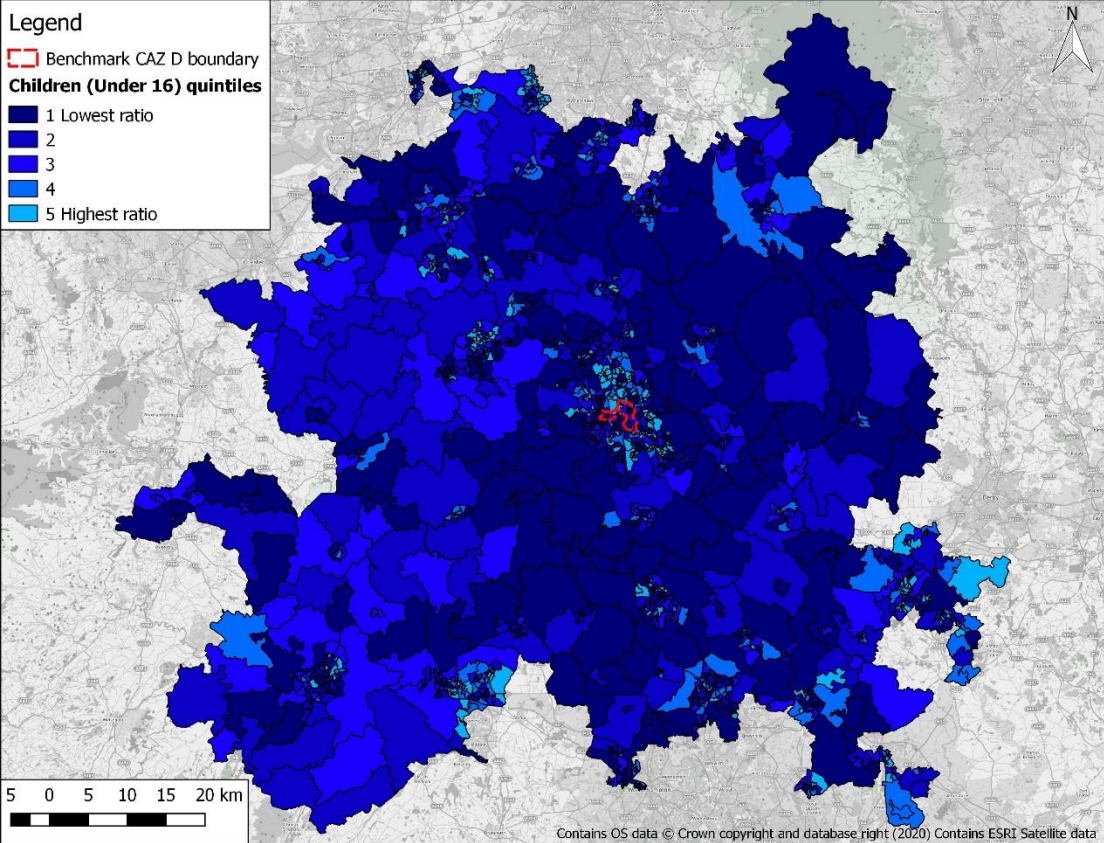 Legend
Benchmark CAZ D boundary
Children (Under 16) quintiles
1 Lowest ratio
2
3
4
5 Highest ratio
N
Derby
5 0 5 10 15 20 km
Contains OS data © Crown copyright and database right (2020) Contains ESRI Satellite data